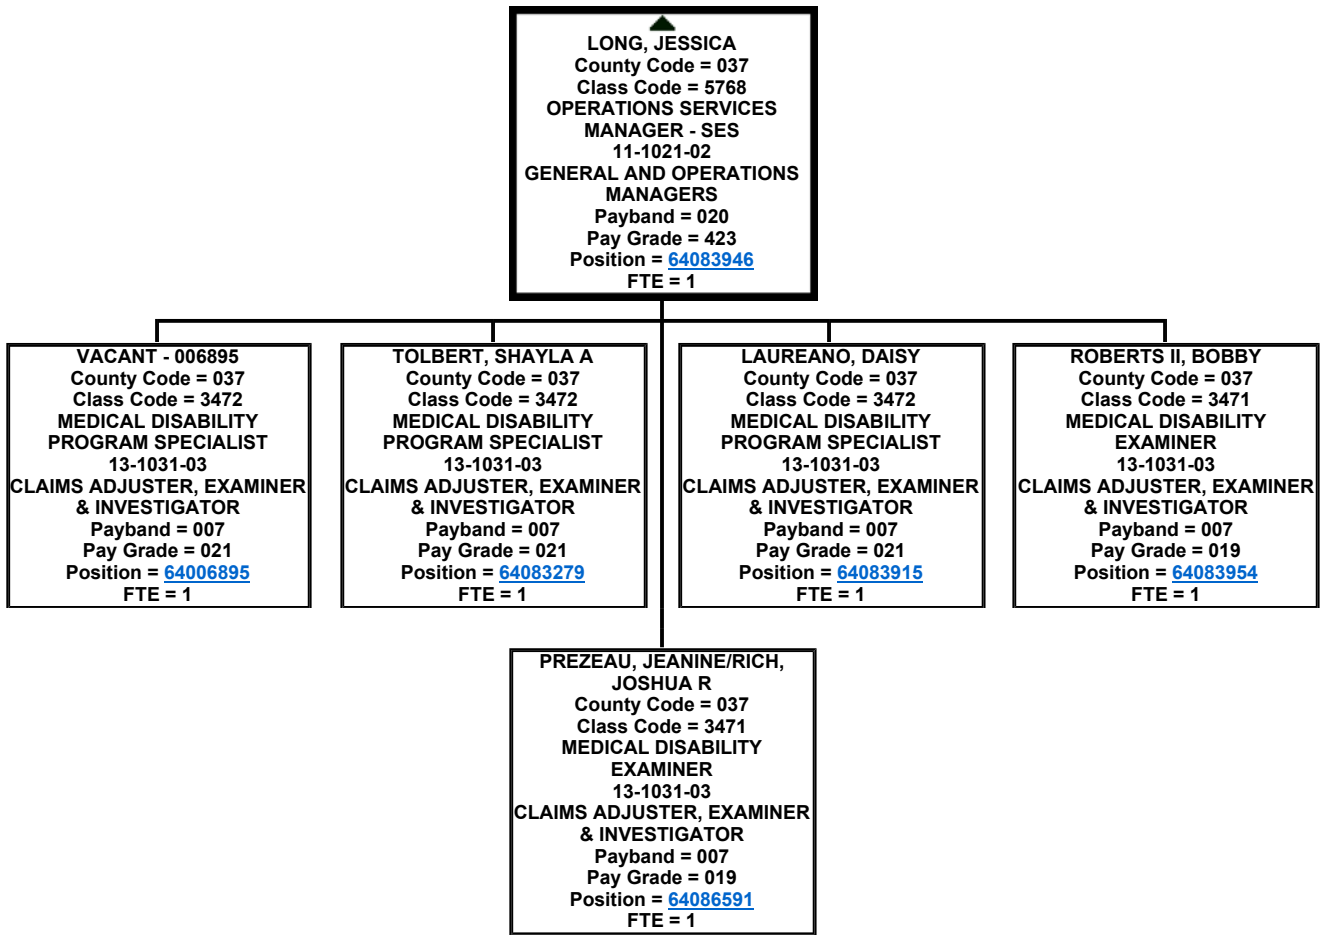 LONG, JESSICA
County Code = 037
Class Code = 5768
OPERATIONS SERVICES
MANAGER - SES
11-1021-02
GENERAL AND OPERATIONS
MANAGERS
Payband = 020
Pay Grade = 423
Position = 64083946
FTE = 1
VACANT - 006895
County Code = 037
Class Code = 3472
MEDICAL DISABILITY
PROGRAM SPECIALIST
13-1031-03
CLAIMS ADJUSTER, EXAMINER
& INVESTIGATOR
Payband = 007
Pay Grade = 021
Position = 64006895
FTE = 1
TOLBERT, SHAYLA A
County Code = 037
Class Code = 3472
MEDICAL DISABILITY
PROGRAM SPECIALIST
13-1031-03
CLAIMS ADJUSTER, EXAMINER
& INVESTIGATOR
Payband = 007
Pay Grade = 021
Position = 64083279
FTE = 1
LAUREANO, DAISY
County Code = 037
Class Code = 3472
MEDICAL DISABILITY
PROGRAM SPECIALIST
13-1031-03
CLAIMS ADJUSTER, EXAMINER
& INVESTIGATOR
Payband = 007
Pay Grade = 021
Position = 64083915
FTE = 1
ROBERTS II, BOBBY
County Code = 037
Class Code = 3471
MEDICAL DISABILITY
EXAMINER
13-1031-03
CLAIMS ADJUSTER, EXAMINER
& INVESTIGATOR
Payband = 007
Pay Grade = 019
Position = 64083954
FTE = 1
PREZEAU, JEANINE/RICH,
JOSHUA R
County Code = 037
Class Code = 3471
MEDICAL DISABILITY
EXAMINER
13-1031-03
CLAIMS ADJUSTER, EXAMINER
& INVESTIGATOR
Payband = 007
Pay Grade = 019
Position = 64086591
FTE = 1